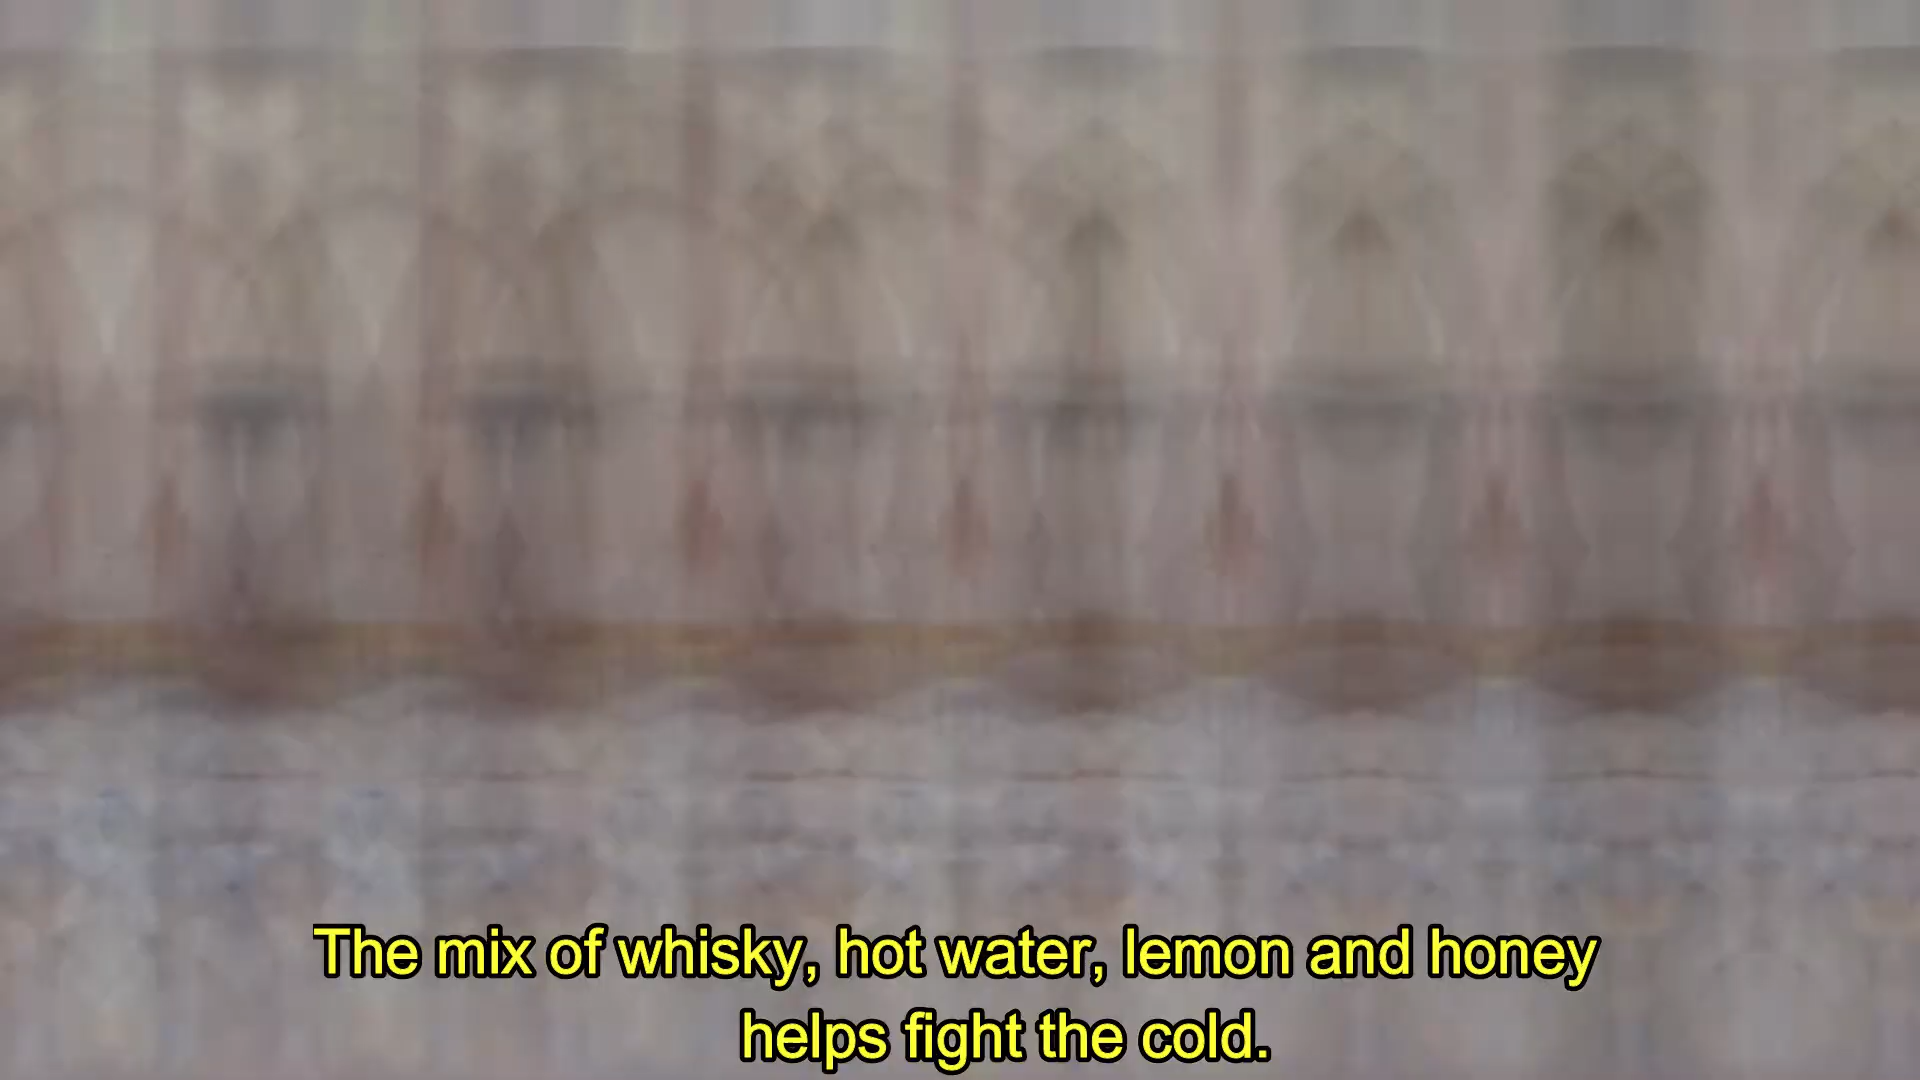 The mix of whisky, hot water, lemon and honey
helps fight the cold.